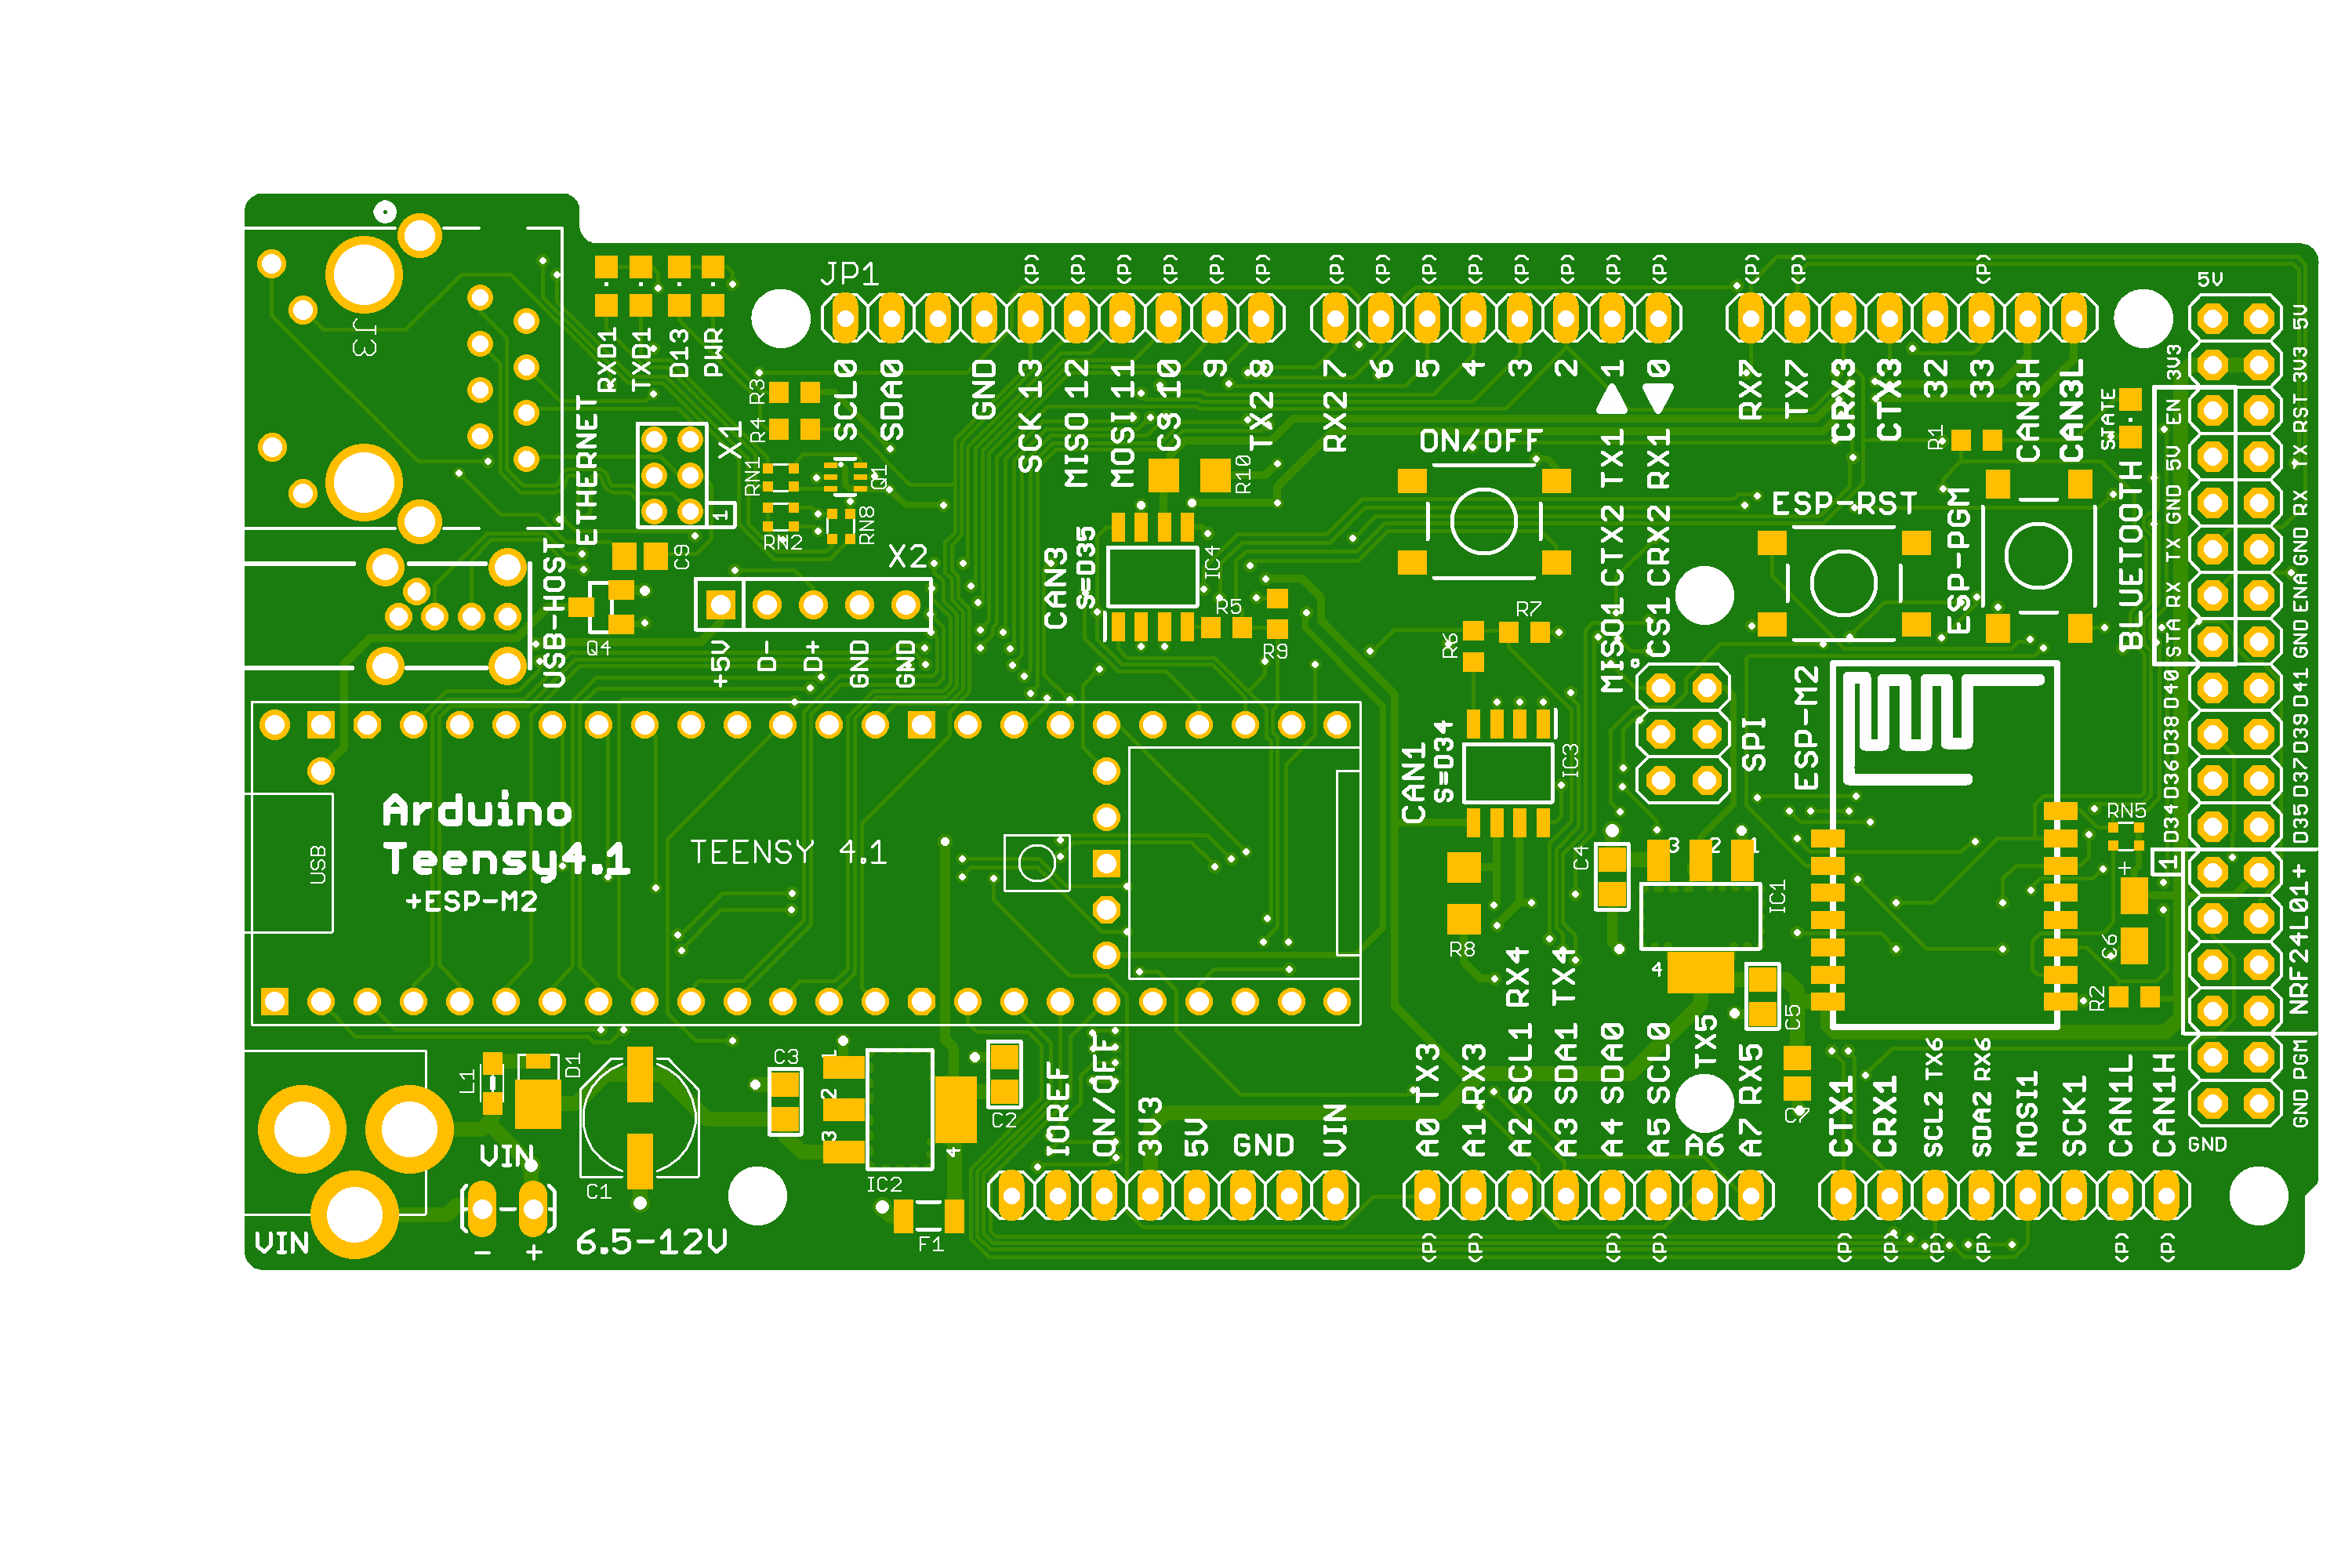 JP1
(P) (P) (P) (P) (P) (P)
(P) (P) (P) (P) (P) (P) (P) (P)
(P) (P) (P)
5V
J3
RXD1
TXD1
D13
PWR
SCL0
SDA0
GND
SCK 13
MISO 12
MOSI 11
CS 10
9
TX2 8
RX2 7
6
5
4
3
2
TX1 1
RX1 0
RX7
TX7
CRX3
CTX3
32
33
CAN3H
CAN3L
STATE
3V3
EN
5V
GND
TX
RX
STA
D40
D38
D36
D34
5V
3V3
RST
TX
RX
GND
ENA
GND
D41
D39
D37
D35
ETHERNET
X1
1
R3
R4
RN1
RN2
Q1
RN8
C9
R10
ON/OFF
ESP-RST
ESP-PGM
R1
BLUETOOTH
X2
USB-HOST
Q4
+5V
D-
D+
GND
GND
CAN3
S=D35
IC4
R5
R9
R7
MISO1 CTX2
CS1 CRX2
SPI
ESP-M2
CAN1
S=D34
IC3
R8
Arduino
Teensy4.1
+ESP-M2
USB
TEENSY 4.1
C4
3 2 1
IC1
4
C5
RN5
+
C6
R2
1
NRF24L01+
PGM
GND
GND
L1
D1
C1
VIN
- +
VIN
6.5-12V
C3
1
2
3
4
IC2
C2
F1
IOREF
ON/OFF
3V3
5V
GND
VIN
A0 TX3
A1 RX3
A2 SCL1 RX4
A3 SDA1 TX4
A4 SDA0
A5 SCL0
A6 TX5
A7 RX5
C7
CTX1
CRX1
SCL2 TX6
SDA2 RX6
MOSI1
SCK1
CAN1L
CAN1H
(P) (P) (P) (P)
(P) (P) (P) (P) (P) (P)